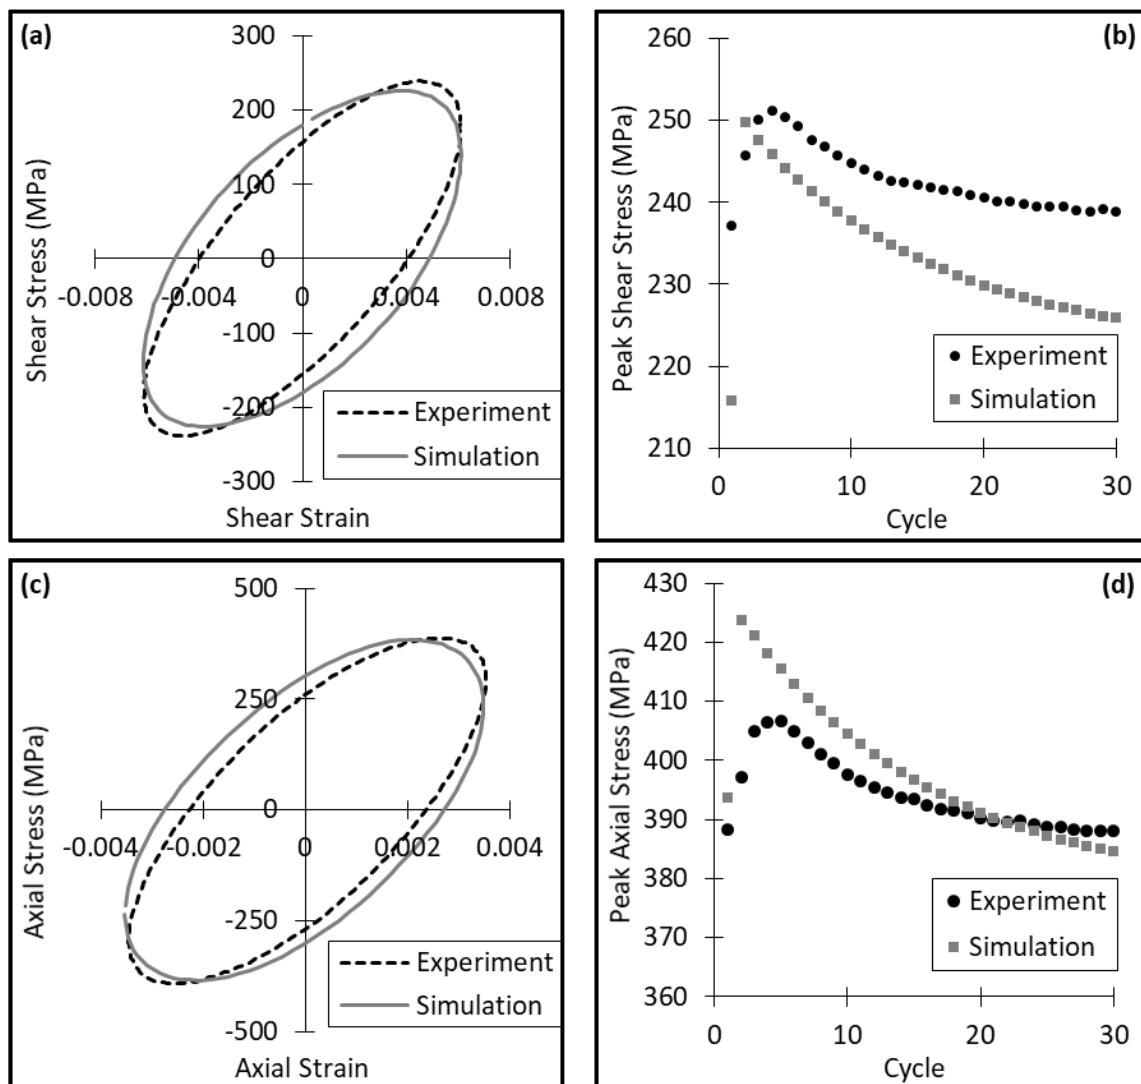 (a)
300
200
100
0
-100
-200
-300
-0.008 -0.004 0 0.004 0.008
Shear Stress (MPa)
Shear Strain
Experiment
Simulation
(b)
260
250
240
230
220
210
0 10 20 30
Peak Shear Stress (MPa)
Cycle
Experiment
Simulation
(c)
500
250
0
-250
-500
-0.004 -0.002 0 0.002 0.004
Axial Stress (MPa)
Axial Strain
Experiment
Simulation
(d)
430
420
410
400
390
380
370
360
0 10 20 30
Peak Axial Stress (MPa)
Cycle
Experiment
Simulation